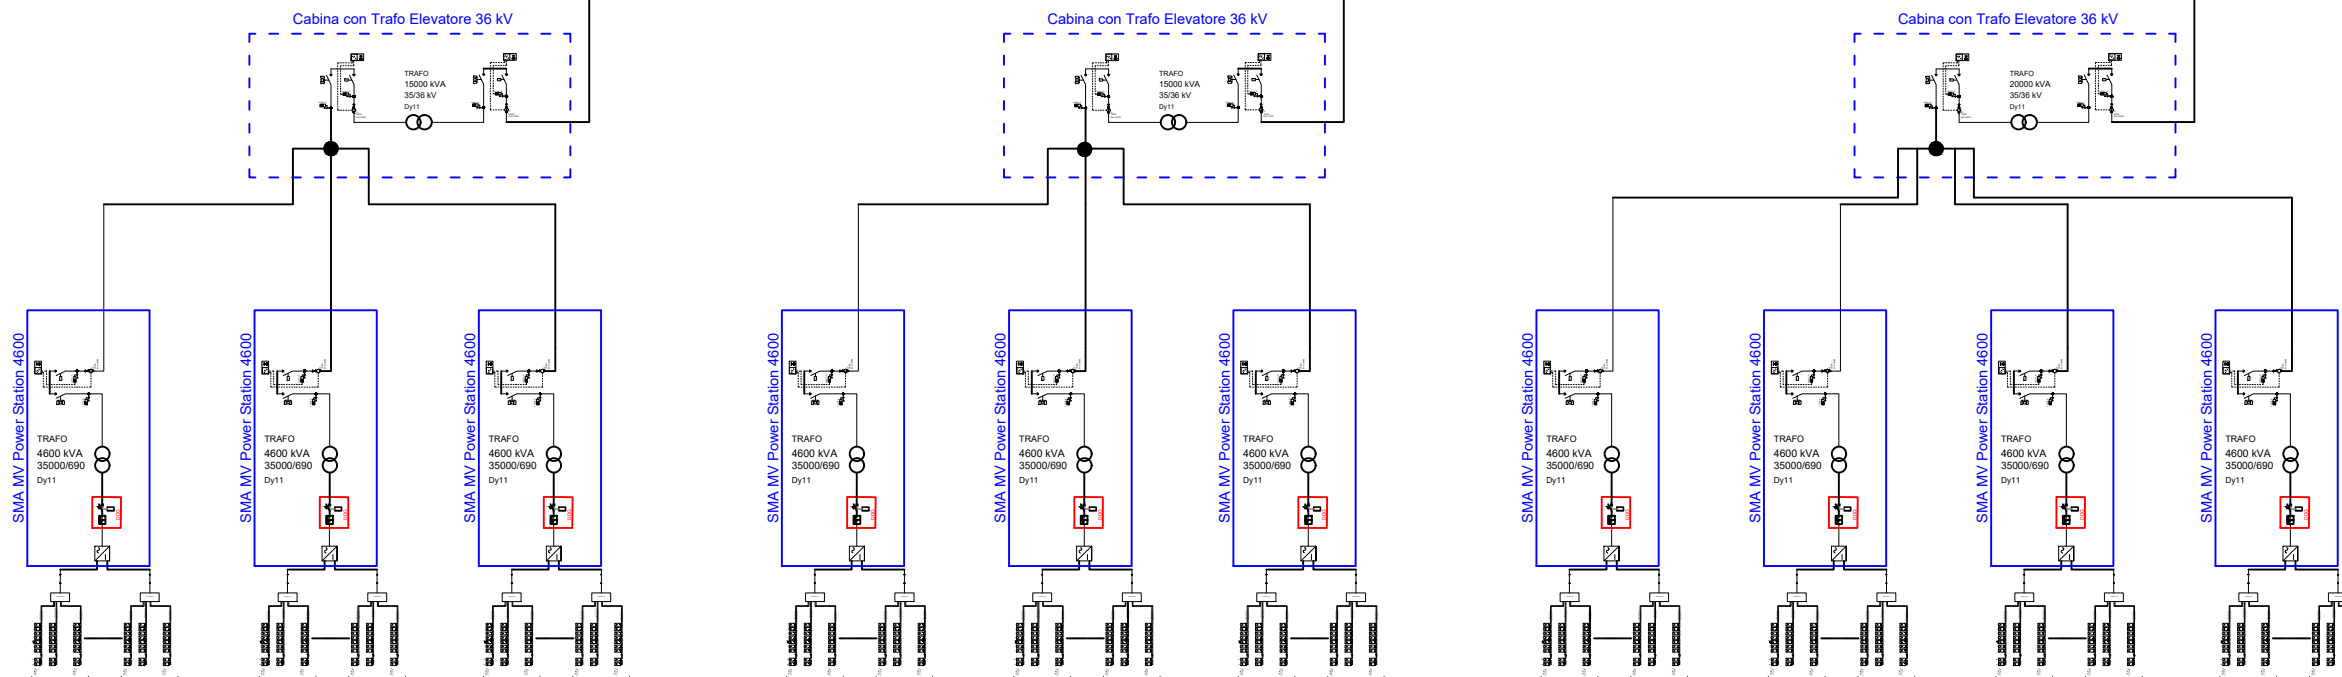 Cabina con Trafo Elevatore 36 kV
TRAFO
15000 kVA
35/36 kV
Dy11
Cabina con Trafo Elevatore 36 kV
TRAFO
15000 kVA
35/36 kV
Dy11
Cabina con Trafo Elevatore 36 kV
TRAFO
20000 kVA
35/36 kV
Dy11
SMA MV Power Station 4600
TRAFO
4600 kVA
35000/690
Dy11
SMA MV Power Station 4600
TRAFO
4600 kVA
35000/690
Dy11
SMA MV Power Station 4600
TRAFO
4600 kVA
35000/690
Dy11
SMA MV Power Station 4600
TRAFO
4600 kVA
35000/690
Dy11
SMA MV Power Station 4600
TRAFO
4600 kVA
35000/690
Dy11
SMA MV Power Station 4600
TRAFO
4600 kVA
35000/690
Dy11
SMA MV Power Station 4600
TRAFO
4600 kVA
35000/690
Dy11
SMA MV Power Station 4600
TRAFO
4600 kVA
35000/690
Dy11
SMA MV Power Station 4600
TRAFO
4600 kVA
35000/690
Dy11
SMA MV Power Station 4600
TRAFO
4600 kVA
35000/690
Dy11